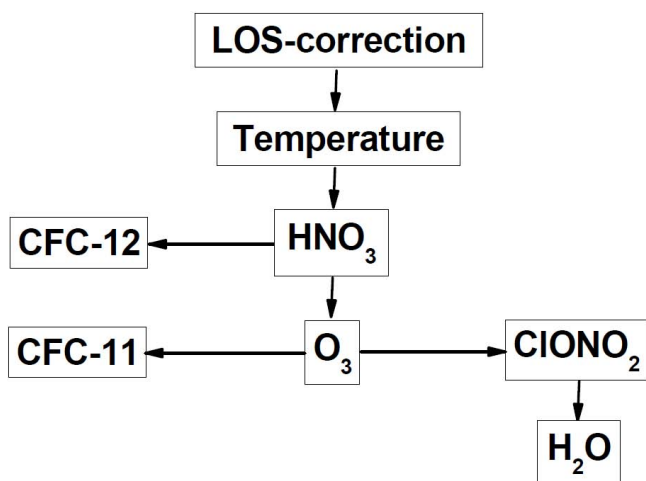 LOS-correction
Temperature
CFC-12
HNO₃
CFC-11
O₃
ClONO₂
H₂O